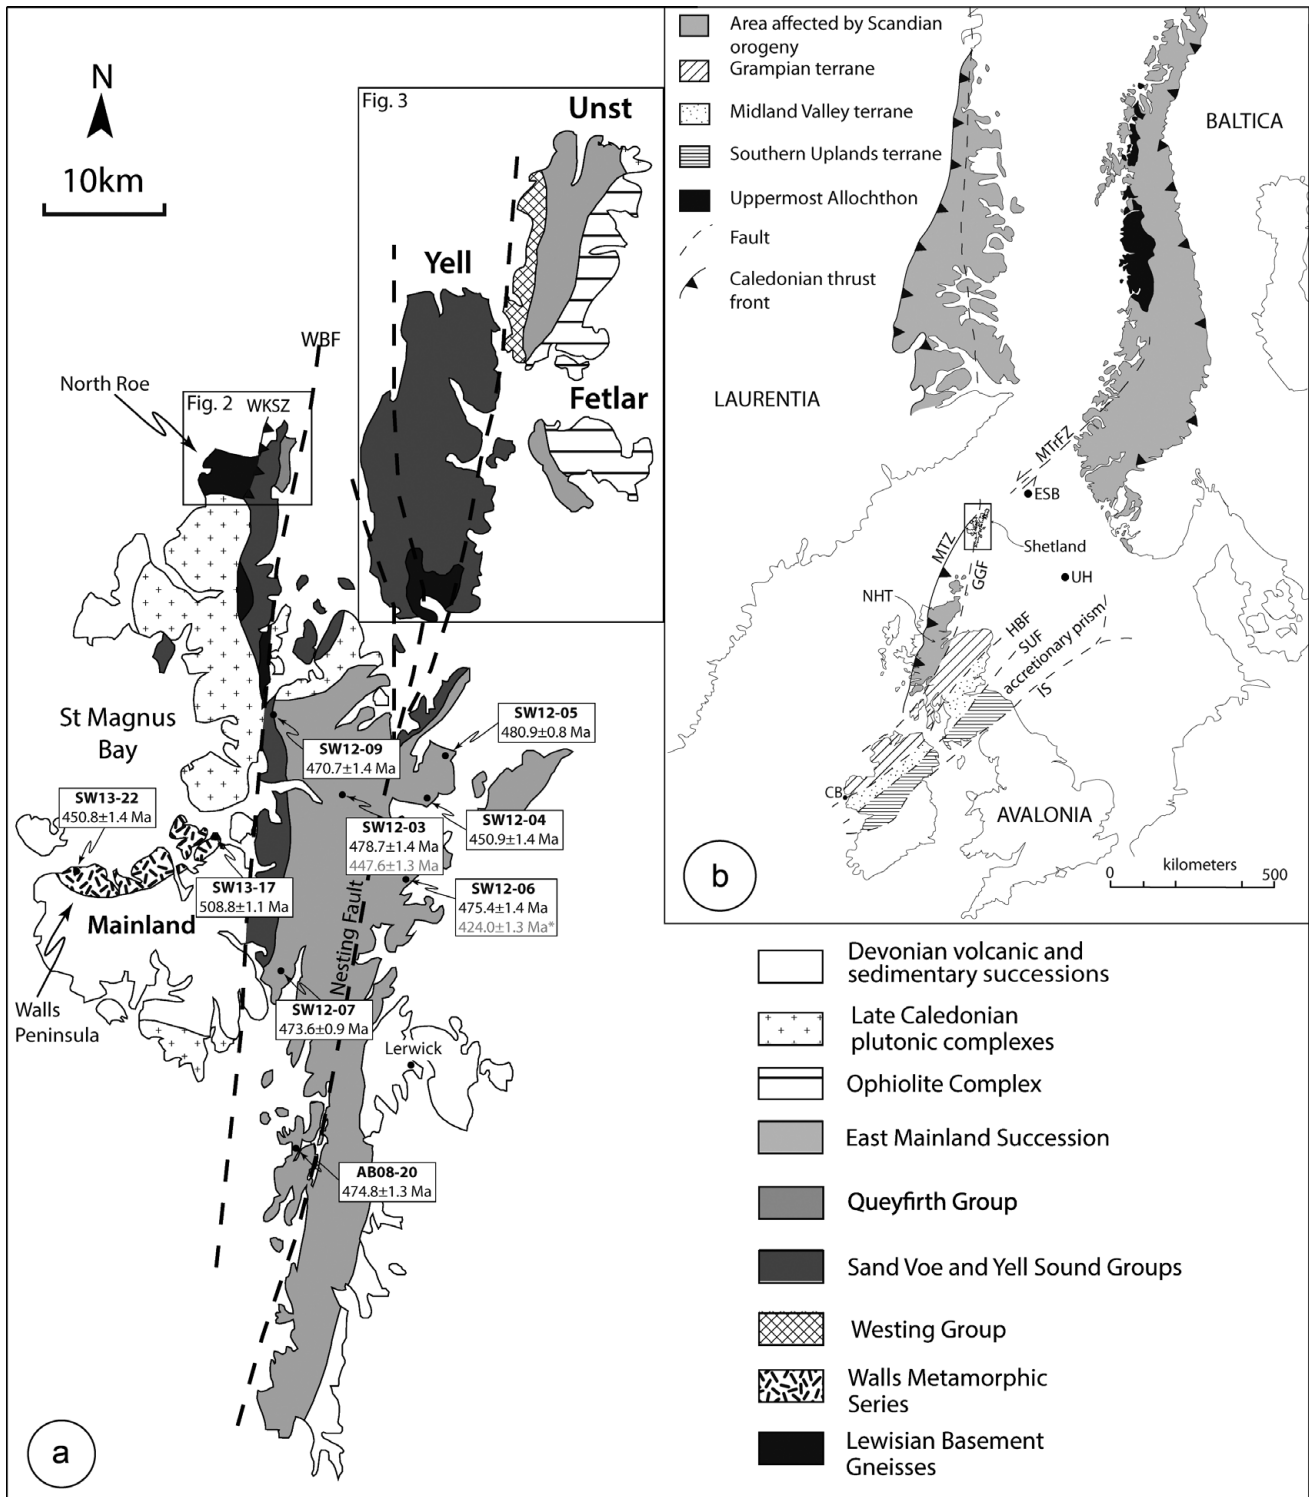 N
10km
Fig. 3
Unst
Yell
Fetlar
WBF
North Roe
Fig. 2
WKSZ
St Magnus
Bay
SW12-05
480.9±0.8 Ma
SW12-09
470.7±1.4 Ma
SW13-22
450.8±1.4 Ma
SW12-03
478.7±1.4 Ma
447.6±1.3 Ma
SW12-04
450.9±1.4 Ma
SW13-17
508.8±1.1 Ma
SW12-06
475.4±1.4 Ma
424.0±1.3 Ma*
Mainland
Nesting Fault
Walls
Peninsula
SW12-07
473.6±0.9 Ma
Lerwick
AB08-20
474.8±1.3 Ma
a
Area affected by Scandian
orogeny
Grampian terrane
Midland Valley terrane
Southern Uplands terrane
Uppermost Allochthon
Fault
Caledonian thrust
front
BALTICA
LAURENTIA
MTrFZ
ESB
Shetland
MTZ
GGF
UH
NHT
HBF
SUF
accretionary prism
IS
CB
AVALONIA
b
kilometers
0
500
Devonian volcanic and
sedimentary successions
Late Caledonian
plutonic complexes
Ophiolite Complex
East Mainland Succession
Queyfirth Group
Sand Voe and Yell Sound Groups
Westing Group
Walls Metamorphic
Series
Lewisian Basement
Gneisses